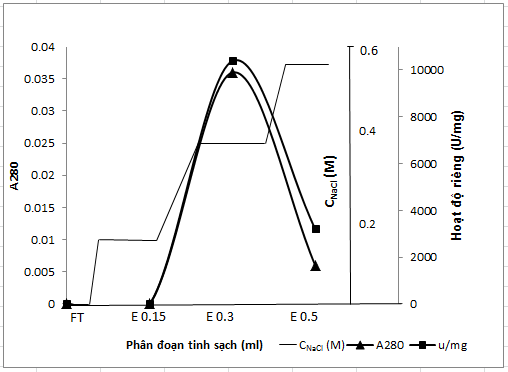 0.04
0.035
0.03
0.025
0.02
0.015
0.01
0.005
0
A280
FT
E 0.15
E 0.3
E 0.5
0.6
0.4
0.2
0
CNaCl (M)
10000
8000
6000
4000
2000
0
Hoạt độ riêng (U/mg)
Phân đoạn tinh sạch (ml)
CNaCl (M)
A280
u/mg